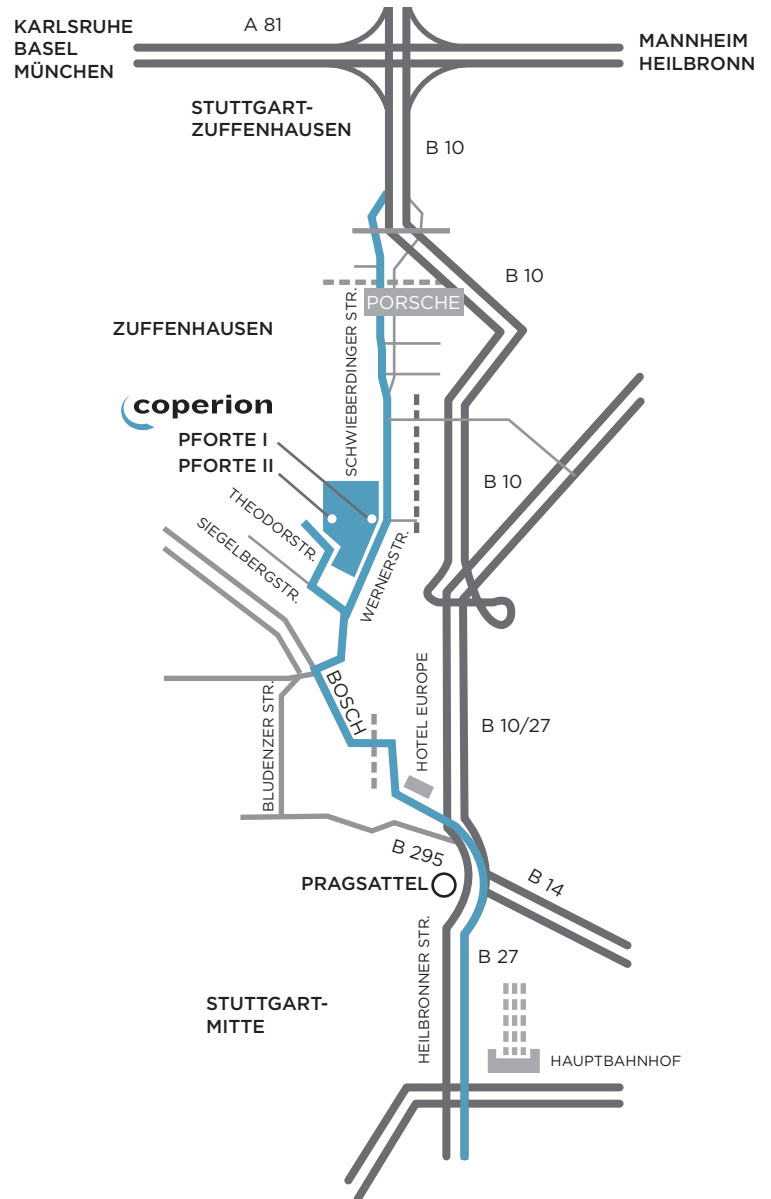 A 81
KARLSRUHE
BASEL
MÜNCHEN
MANNHEIM
HEILBRONN
STUTTGART-
ZUFFENHAUSEN
B 10
B 10
PORSCHE
ZUFFENHAUSEN
SCHWIEBERDINGER STR.
coperion
PFORTE I
PFORTE II
B 10
THEODORSTR.
SIEGELBERGSTR.
WERNERSTR.
BOSCH
BLUDENZER STR.
HOTEL EUROPE
B 10/27
B 295
PRAGSATTEL
B 14
HEILBRONNER STR.
B 27
STUTTGART-
MITTE
HAUPTBAHNHOF